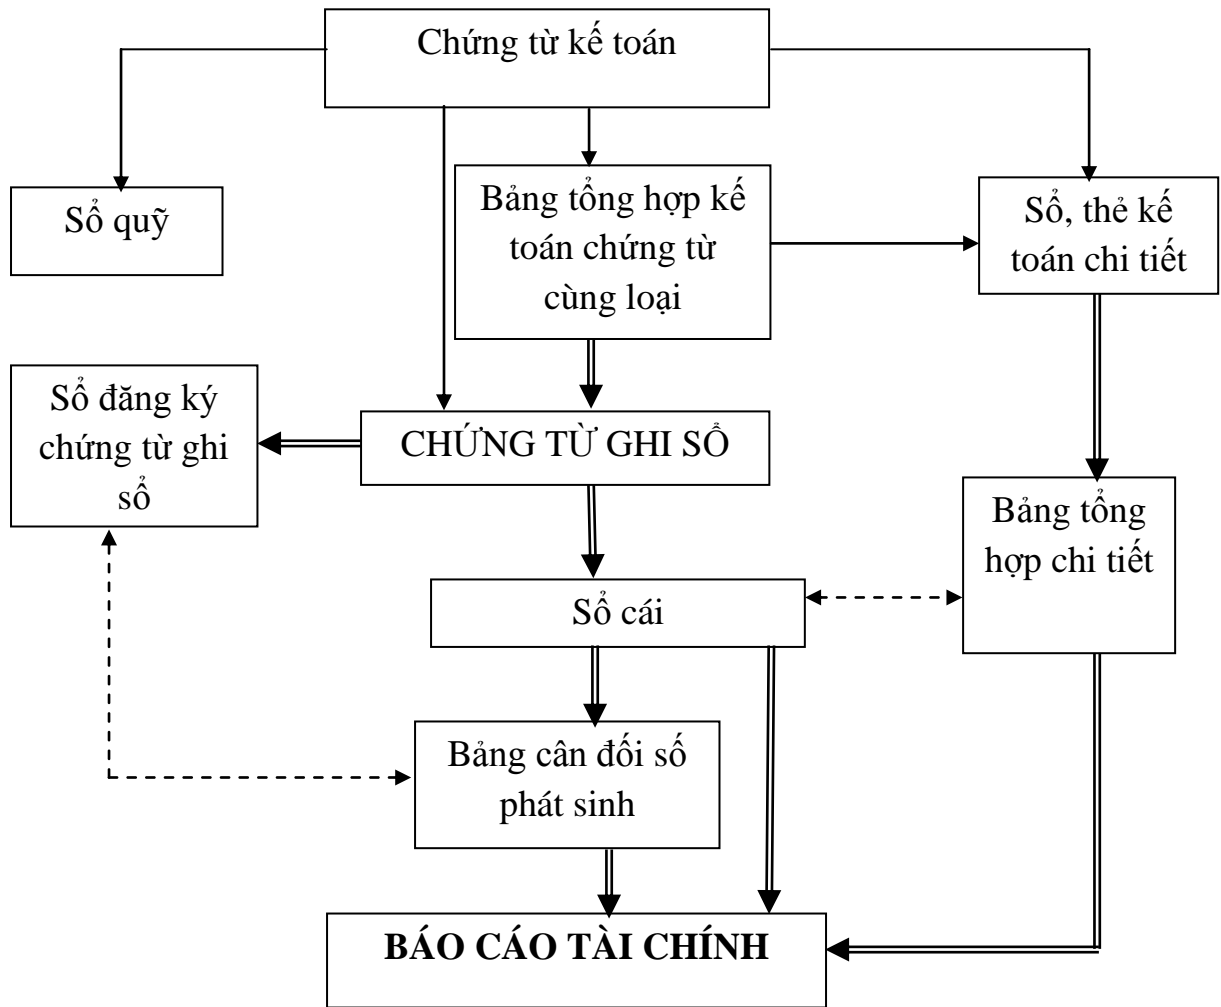 Chứng từ kế toán
Sổ quỹ
Bảng tổng hợp kế
toán chứng từ
cùng loại
Sổ, thẻ kế
toán chi tiết
Sổ đăng ký
chứng từ ghi
sổ
CHỨNG TỪ GHI SỔ
Bảng tổng
hợp chi tiết
Sổ cái
Bảng cân đối số
phát sinh
BÁO CÁO TÀI CHÍNH